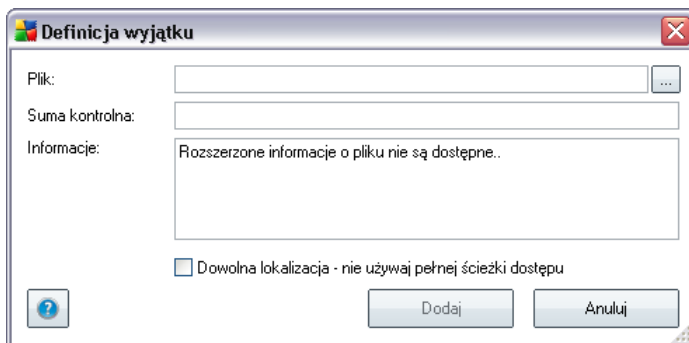 Definicja wyjątku
Plik:
...
Suma kontrolna:
Informacje:
Rozszerzone informacje o pliku nie są dostępne..
Dowolna lokalizacja - nie używaj pełnej ścieżki dostępu
?
Dodaj
Anuluj